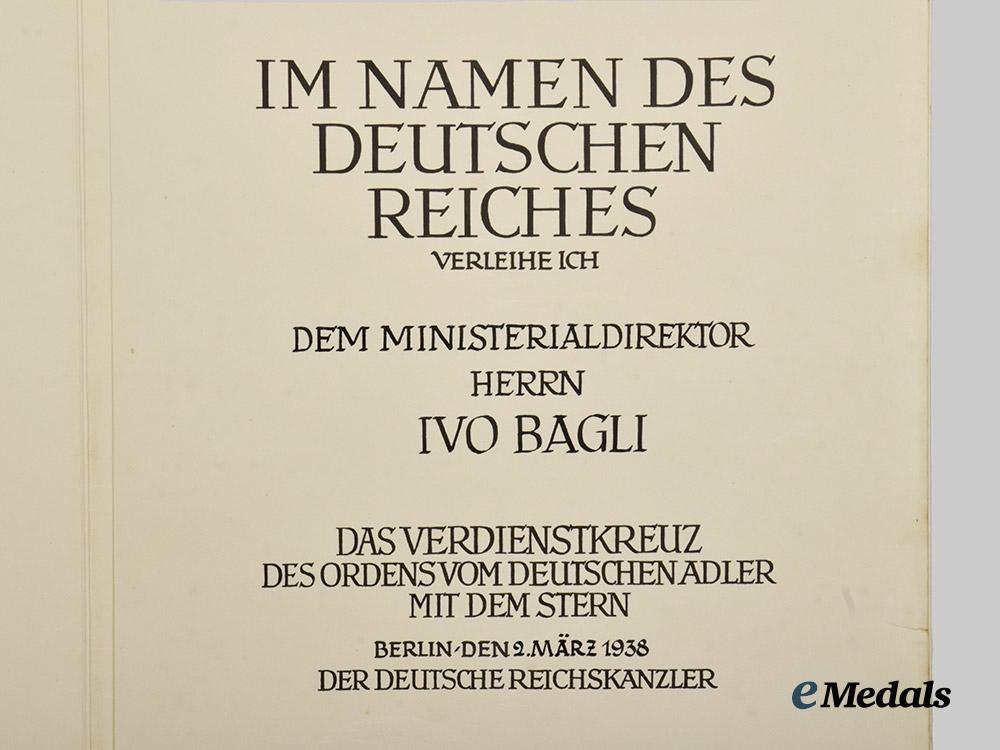 IM NAMEN DES
DEUTSCHEN
REICHES
VERLEIHE ICH
DEM MINISTERIALDIREKTOR
HERRN
IVO BAGLI
DAS VERDIENSTKREUZ
DES ORDENS VOM DEUTSCHEN ADLER
MIT DEM STERN
BERLIN, DEN 2. MÄRZ 1938
DER DEUTSCHE REICHSKANZLER
eMedals